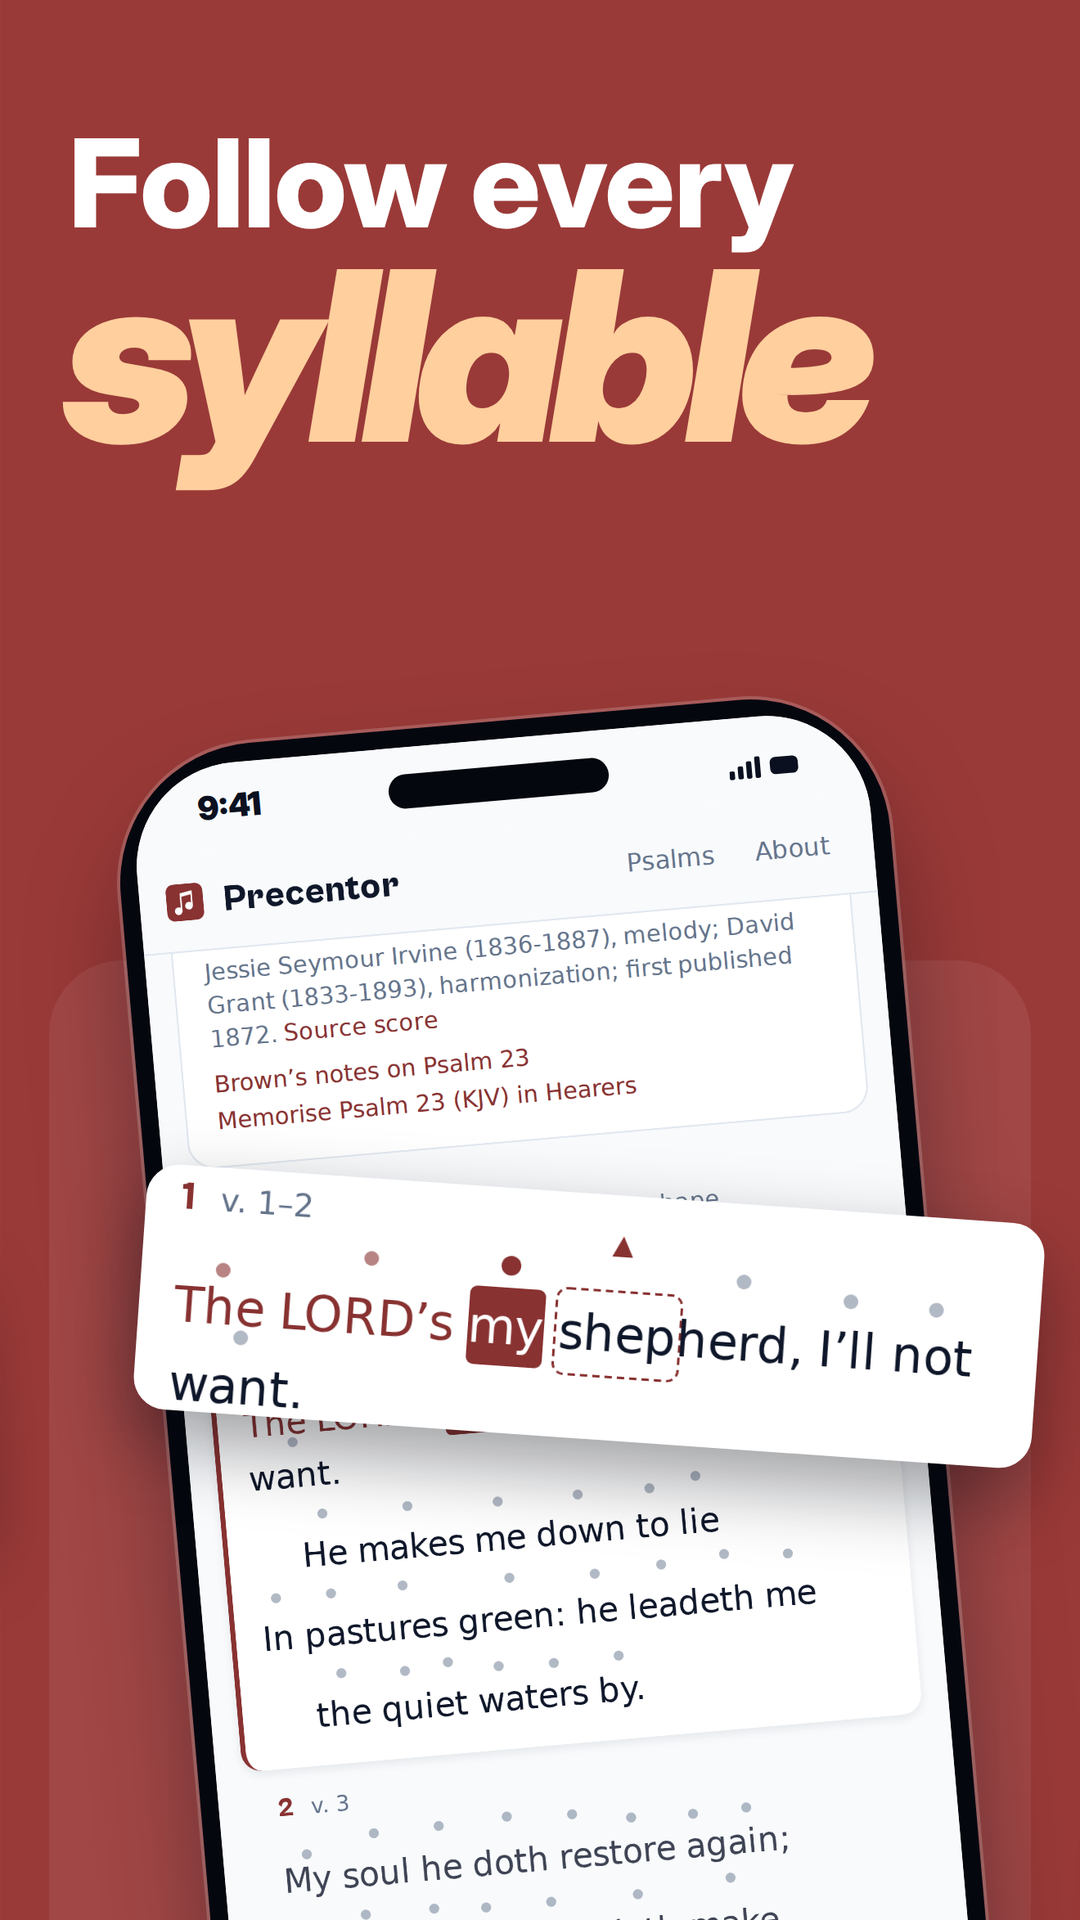 Follow every
syllable
9:41
Precentor
Psalms About
Jessie Seymour Irvine (1836-1887), melody; David
Grant (1833-1893), harmonization; first published
1872. Source score
Brown’s notes on Psalm 23
Memorise Psalm 23 (KJV) in Hearers
1 v. 1–2
The LORD’s my shepherd, I’ll not
want.
The
want.
He makes me down to lie
In pastures green: he leadeth me
the quiet waters by.
2 v. 3
My soul he doth restore again;
make